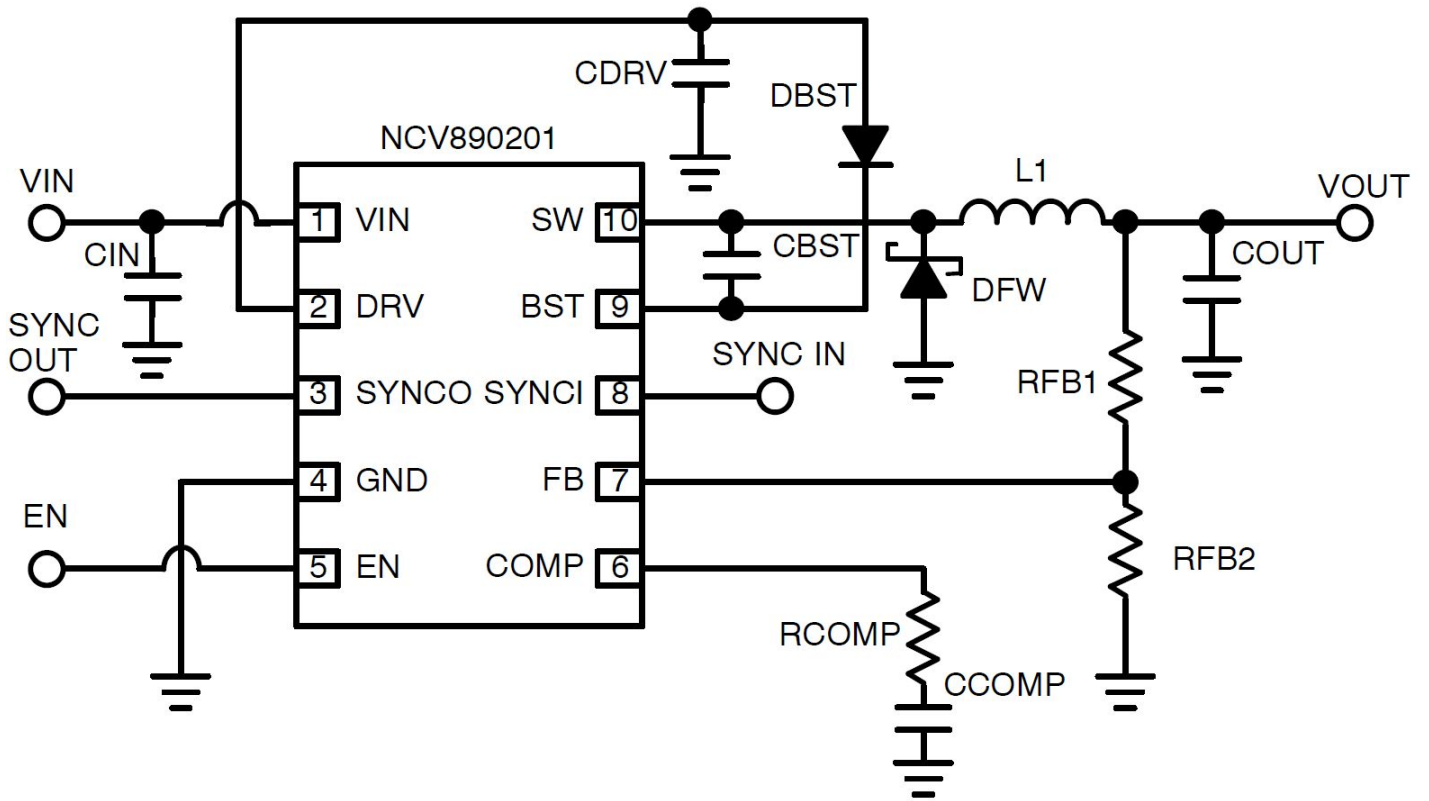 CDRV
DBST
NCV890201
VIN
L1
VOUT
1 VIN SW 10
CIN
CBST
COUT
DFW
2 DRV BST 9
SYNC
OUT
SYNC IN
3 SYNCO SYNCI 8
RFB1
4 GND FB 7
EN
5 EN COMP 6
RFB2
RCOMP
CCOMP